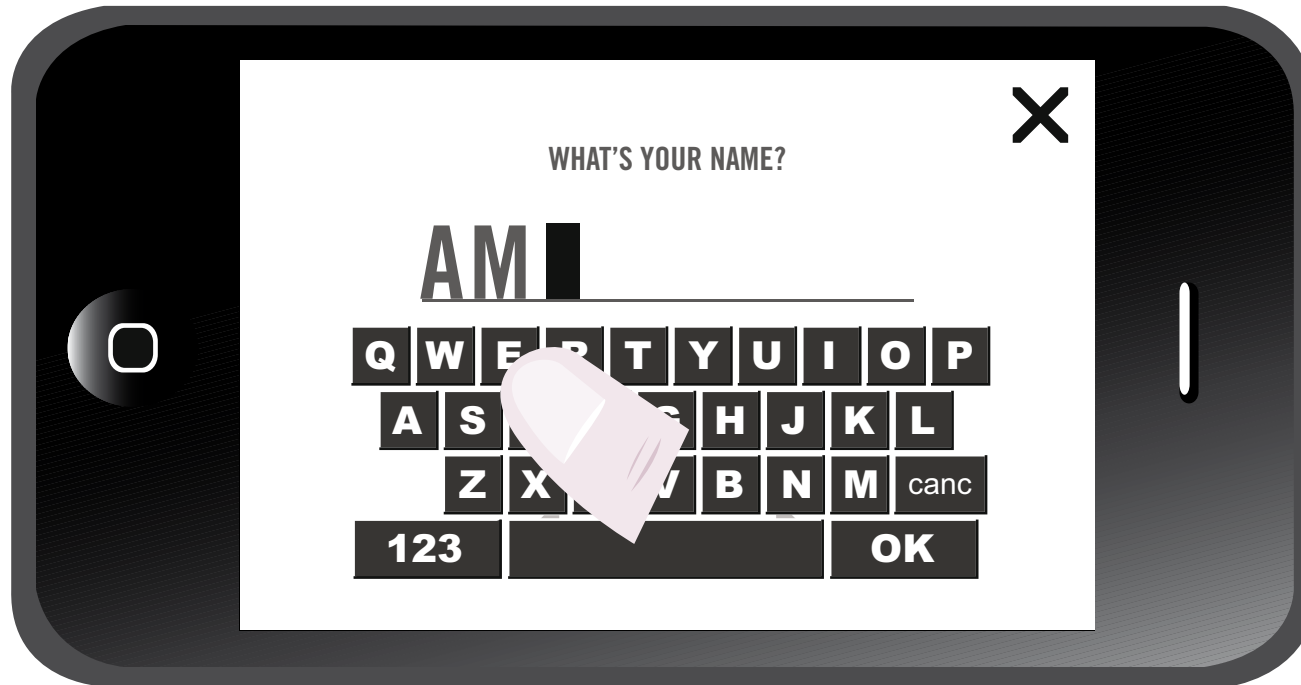 WHAT'S YOUR NAME?
AM
Q W E R T Y U I O P
A S G H J K L
Z X V B N M canc
123 OK